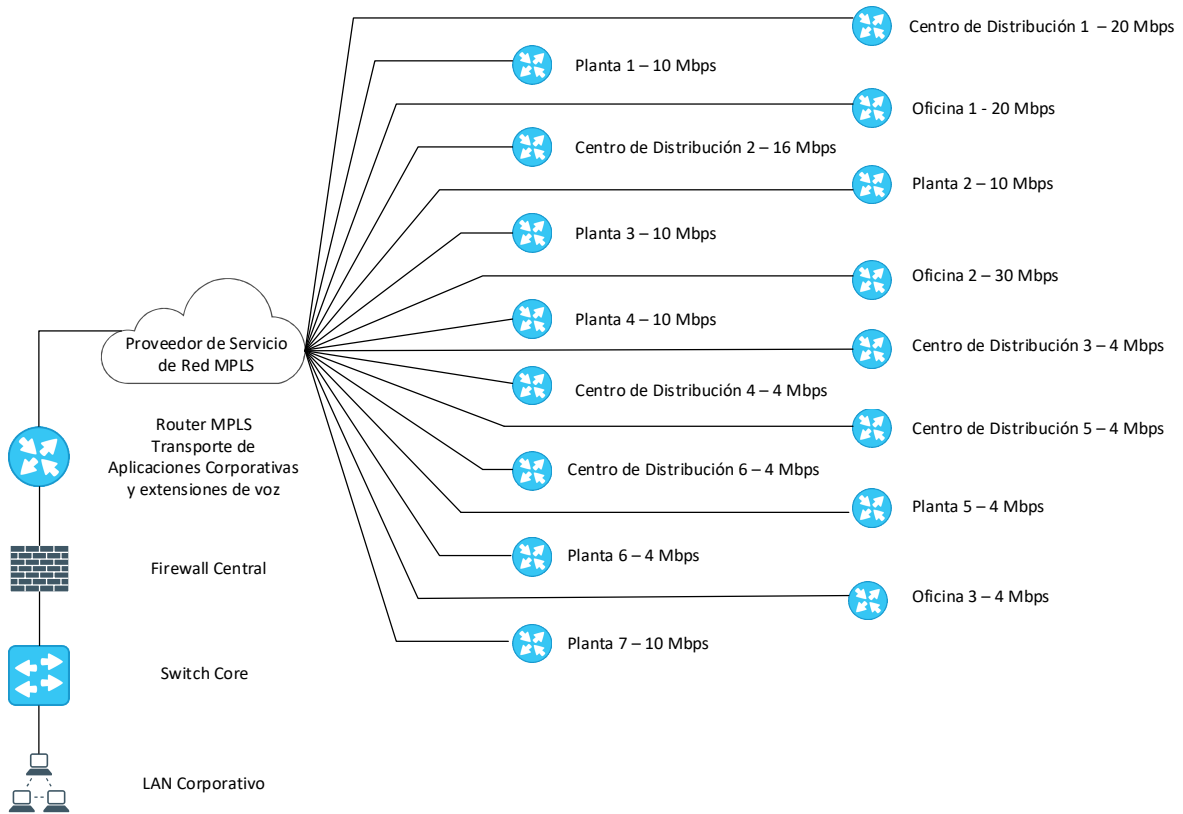 Centro de Distribución 1 – 20 Mbps
Planta 1 – 10 Mbps
Oficina 1 - 20 Mbps
Centro de Distribución 2 – 16 Mbps
Planta 2 – 10 Mbps
Planta 3 – 10 Mbps
Oficina 2 – 30 Mbps
Planta 4 – 10 Mbps
Proveedor de Servicio
de Red MPLS
Centro de Distribución 3 – 4 Mbps
Centro de Distribución 4 – 4 Mbps
Centro de Distribución 5 – 4 Mbps
Router MPLS
Transporte de
Aplicaciones Corporativas
y extensiones de voz
Centro de Distribución 6 – 4 Mbps
Planta 5 – 4 Mbps
Planta 6 – 4 Mbps
Firewall Central
Oficina 3 – 4 Mbps
Planta 7 – 10 Mbps
Switch Core
LAN Corporativo